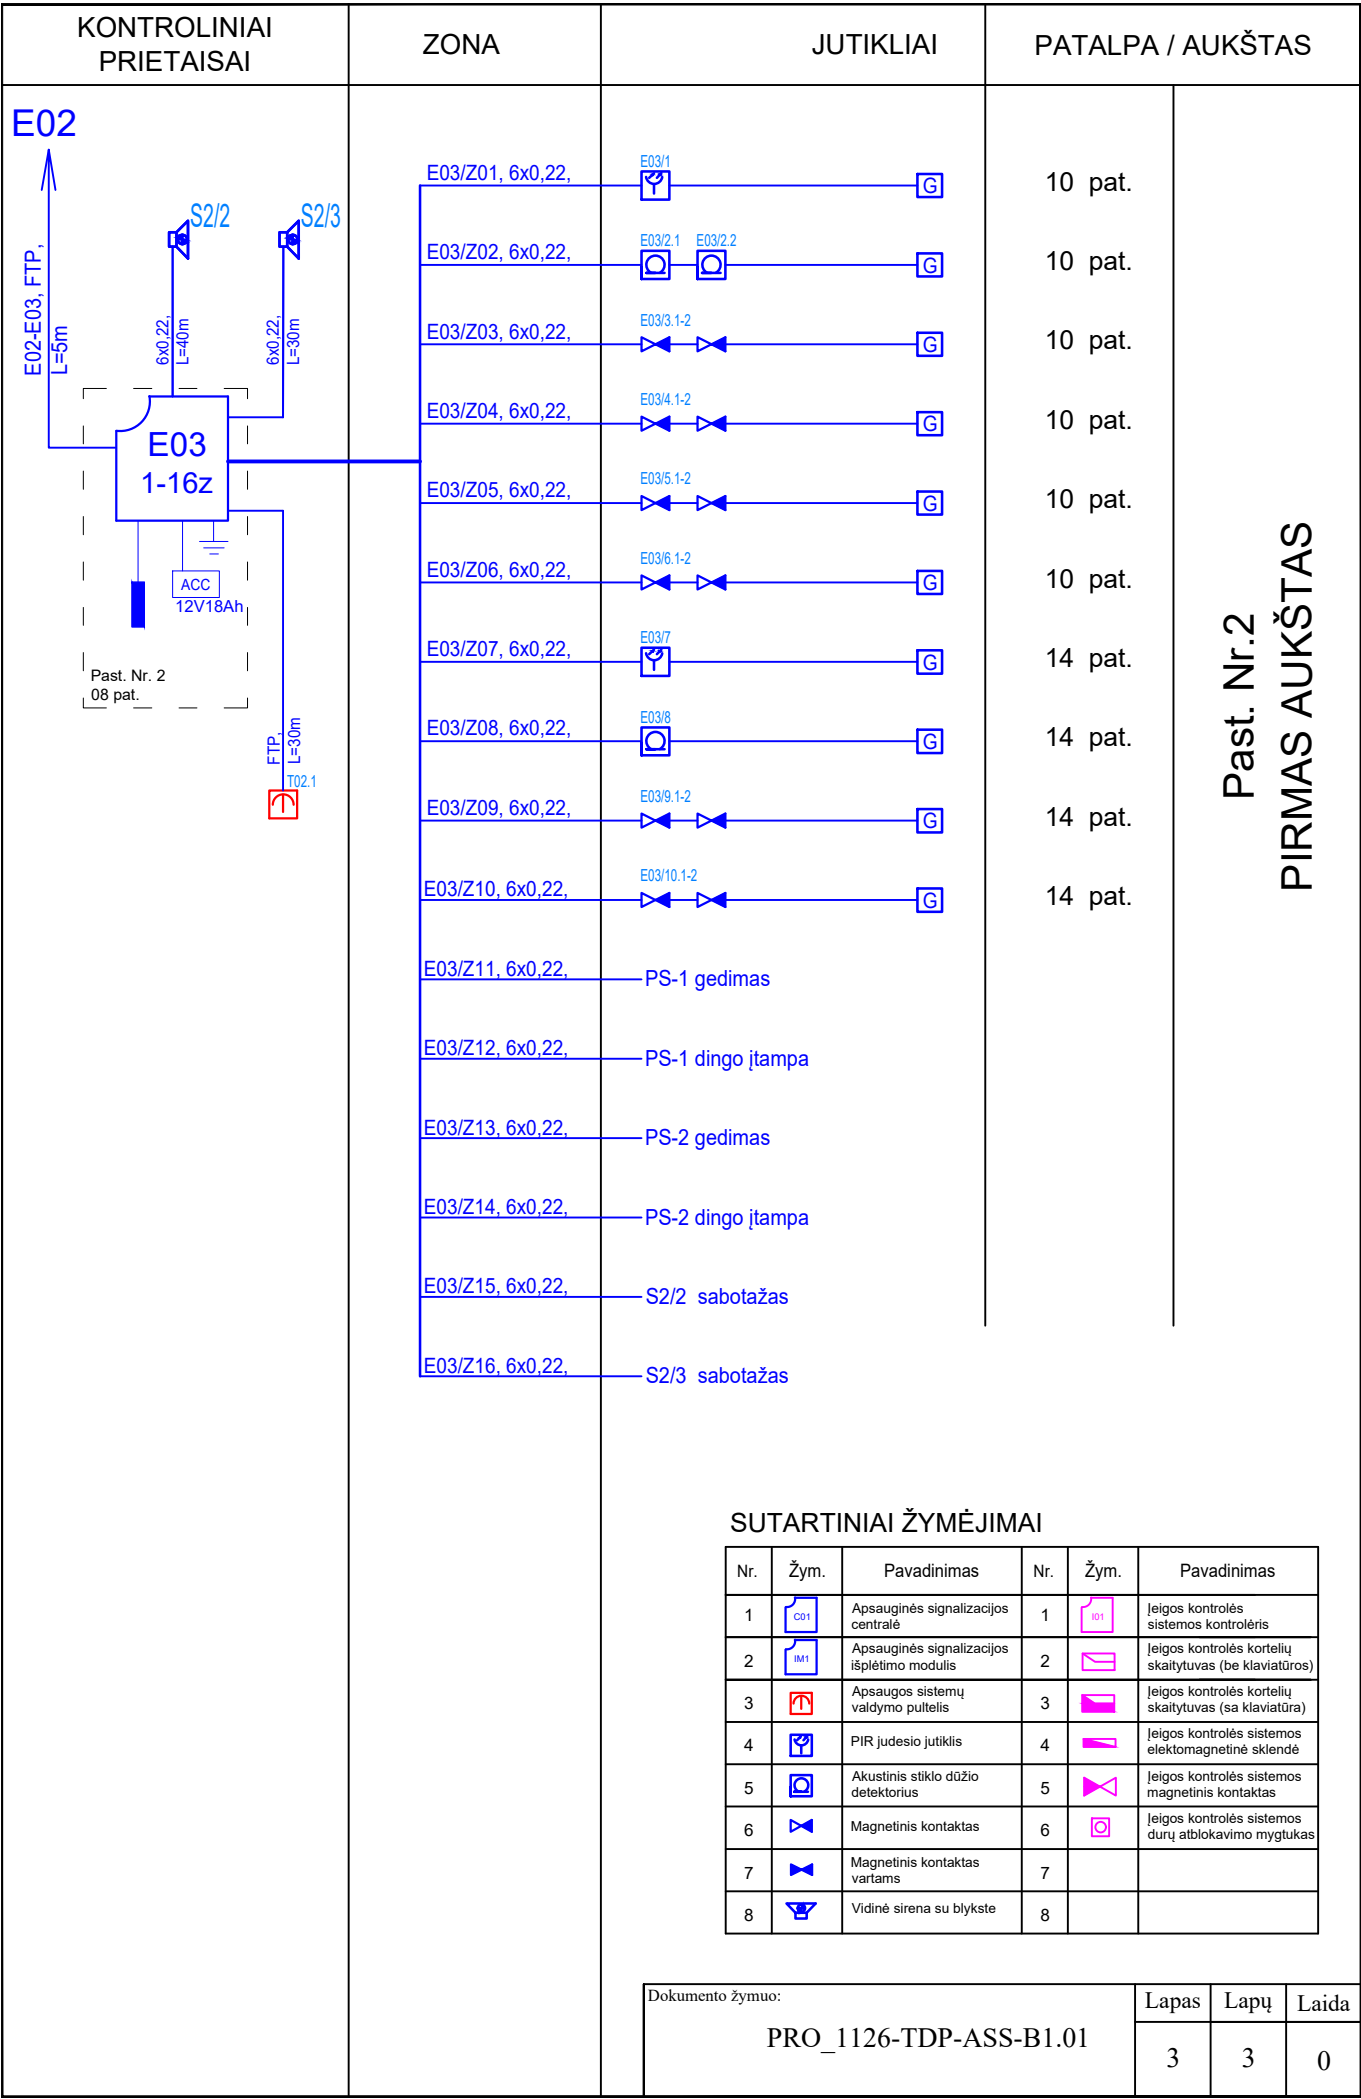 KONTROLINIAI
PRIETAISAI
ZONA
JUTIKLIAI
PATALPA / AUKŠTAS
E02
E02-E03, FTP,
L=5m
S2/2
6x0,22,
L=40m
S2/3
6x0,22,
L=30m
E03
1-16z
ACC
12V18Ah
Past. Nr. 2
08 pat.
FTP,
L=30m
T02.1
E03/Z01, 6x0,22,
E03/1
G
10 pat.
E03/Z02, 6x0,22,
E03/2.1
E03/2.2
G
10 pat.
E03/Z03, 6x0,22,
E03/3.1-2
G
10 pat.
E03/Z04, 6x0,22,
E03/4.1-2
G
10 pat.
E03/Z05, 6x0,22,
E03/5.1-2
G
10 pat.
E03/Z06, 6x0,22,
E03/6.1-2
G
10 pat.
E03/Z07, 6x0,22,
E03/7
G
14 pat.
E03/Z08, 6x0,22,
E03/8
G
14 pat.
E03/Z09, 6x0,22,
E03/9.1-2
G
14 pat.
E03/Z10, 6x0,22,
E03/10.1-2
G
14 pat.
E03/Z11, 6x0,22,
PS-1 gedimas
E03/Z12, 6x0,22,
PS-1 dingo įtampa
E03/Z13, 6x0,22,
PS-2 gedimas
E03/Z14, 6x0,22,
PS-2 dingo įtampa
E03/Z15, 6x0,22,
S2/2 sabotažas
E03/Z16, 6x0,22,
S2/3 sabotažas
Past. Nr.2
PIRMAS AUKŠTAS
SUTARTINIAI ŽYMĖJIMAI
Nr. Žym. Pavadinimas Nr. Žym. Pavadinimas
1 C01 Apsauginės signalizacijos
centralė
1 I01 Įeigos kontrolės
sistemos kontrolėris
2 IM1 Apsauginės signalizacijos
išplėtimo modulis
2 Įeigos kontrolės kortelių
skaitytuvas (be klaviatūros)
3 Apsaugos sistemų
valdymo pultelis
3 Įeigos kontrolės kortelių
skaitytuvas (sa klaviatūra)
4 PIR judesio jutiklis
4 Įeigos kontrolės sistemos
elektomagnetinė sklendė
5 Akustinis stiklo dūžio
detektorius
5 Įeigos kontrolės sistemos
magnetinis kontaktas
6 Magnetinis kontaktas
6 Įeigos kontrolės sistemos
durų atblokavimo mygtukas
7 Magnetinis kontaktas
vartams
7
8 Vidinė sirena su blykste
8
Dokumento žymuo:
PRO_1126-TDP-ASS-B1.01
Lapas Lapų Laida
3 3 0